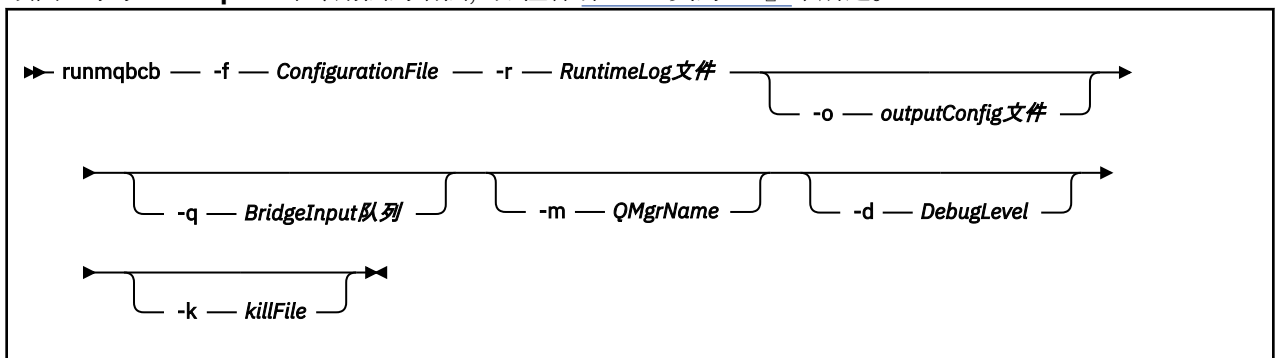 runmqbcb -f ConfigurationFile -r RuntimeLog文件
-o outputConfig文件
-q BridgeInput队列 -m QMgrName -d DebugLevel
-k killFile